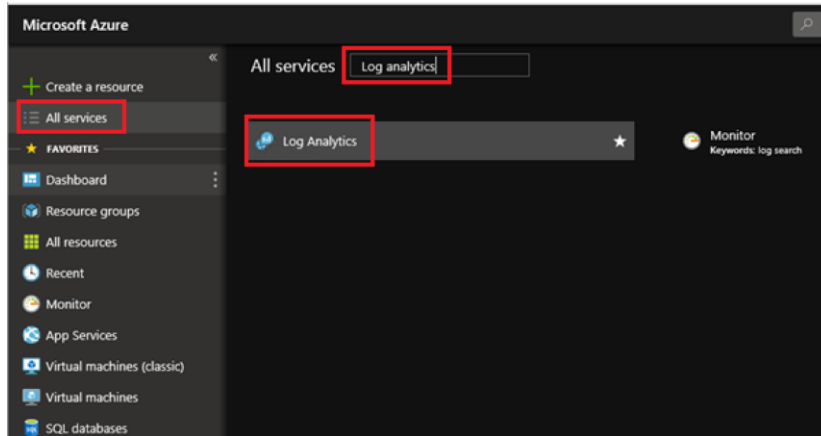 Microsoft Azure
«
Create a resource
All services
FAVORITES
Dashboard
Resource groups
All resources
Recent
Monitor
App Services
Virtual machines (classic)
Virtual machines
SQL databases
All services Log analytics
Log Analytics
Monitor
Keywords: log search